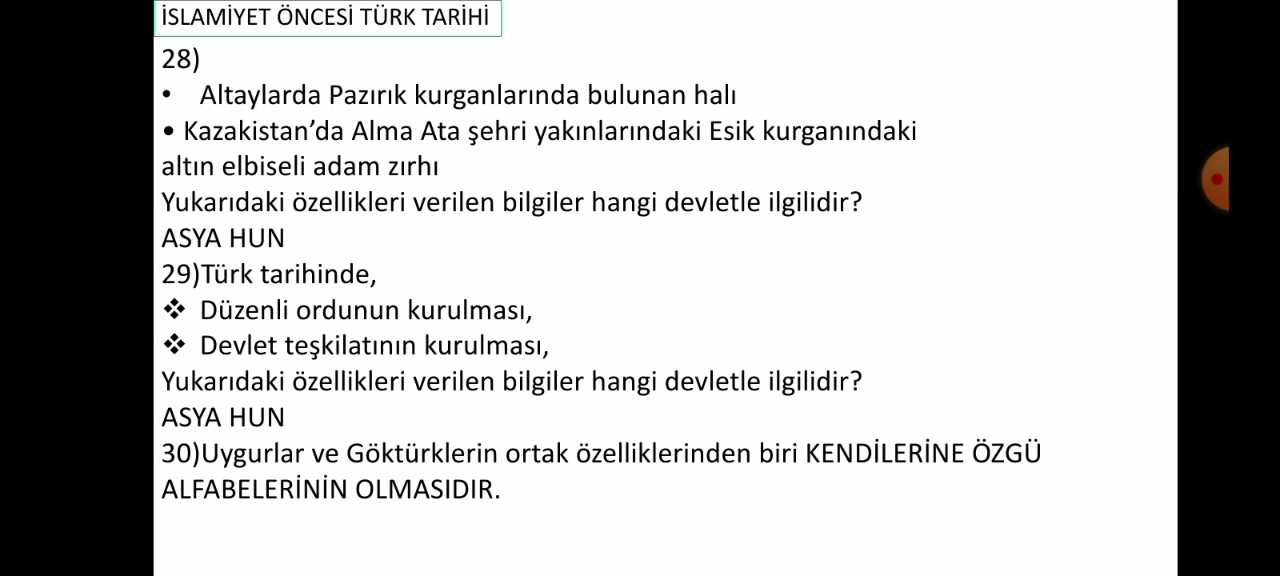 İSLAMİYET ÖNCESİ TÜRK TARİHİ
28)
• Altaylarda Pazırık kurganlarında bulunan halı
• Kazakistan’da Alma Ata şehri yakınlarındaki Esik kurganındaki
altın elbiseli adam zırhı
Yukarıdaki özellikleri verilen bilgiler hangi devletle ilgilidir?
ASYA HUN
29)Türk tarihinde,
❖ Düzenli ordunun kurulması,
❖ Devlet teşkilatının kurulması,
Yukarıdaki özellikleri verilen bilgiler hangi devletle ilgilidir?
ASYA HUN
30)Uygurlar ve Göktürklerin ortak özelliklerinden biri KENDİLERİNE ÖZGÜ
ALFABELERİNİN OLMASIDIR.